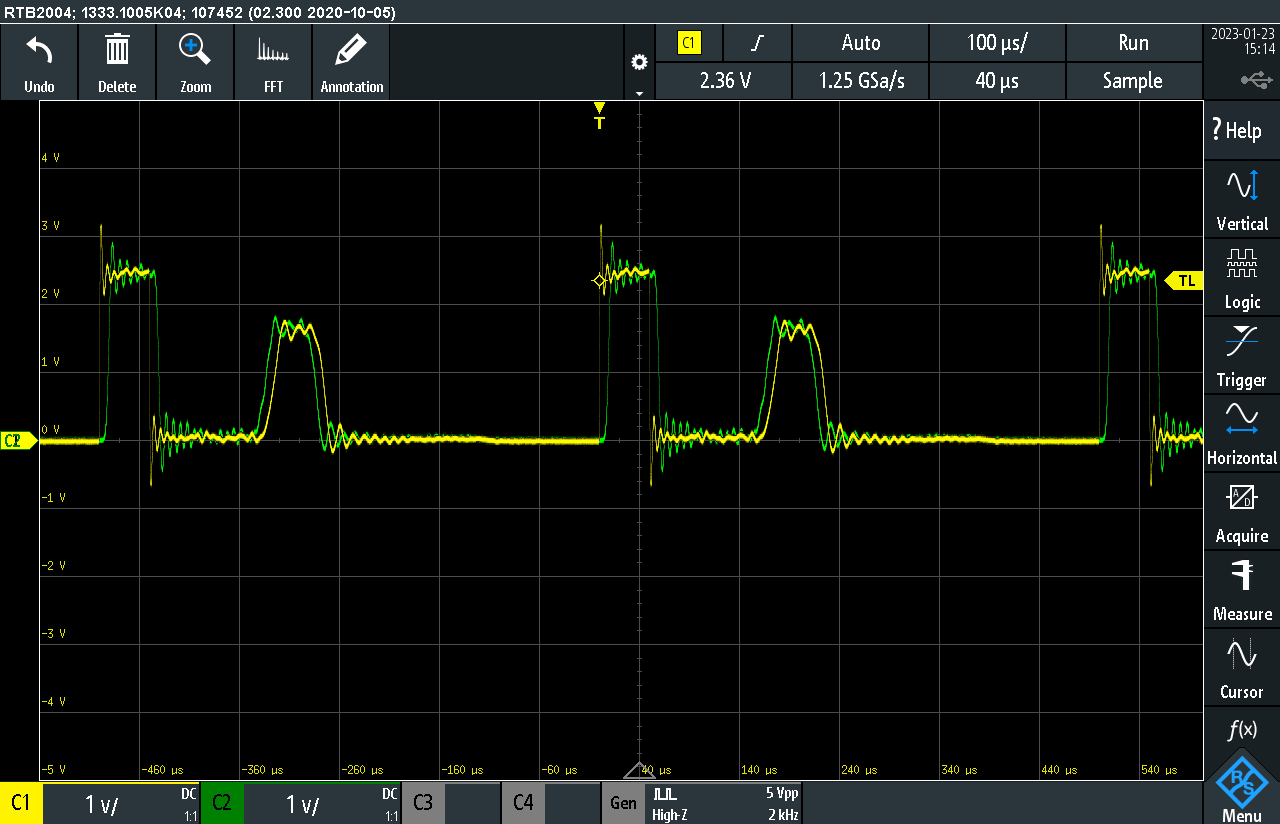 RTB2004; 1333.1005K04; 107452 (02.300 2020-10-05)
Undo
Delete
Zoom
FFT
Annotation
C1
Auto
100 µs/
Run
2.36 V
1.25 GSa/s
40 µs
Sample
2023-01-23
15:14
T
4 V
3 V
2 V
1 V
0 V
-1 V
-2 V
-3 V
-4 V
-5 V
TL
-460 µs
-360 µs
-260 µs
-160 µs
-60 µs
40 µs
140 µs
240 µs
340 µs
440 µs
540 µs
? Help
Vertical
Logic
Trigger
Horizontal
A/D
Acquire
Measure
Cursor
f(x)
R&S
Menu
C1
1 V/
DC
1:1
C2
1 V/
DC
1:1
C3
C4
Gen
High-Z
5 Vpp
2 kHz